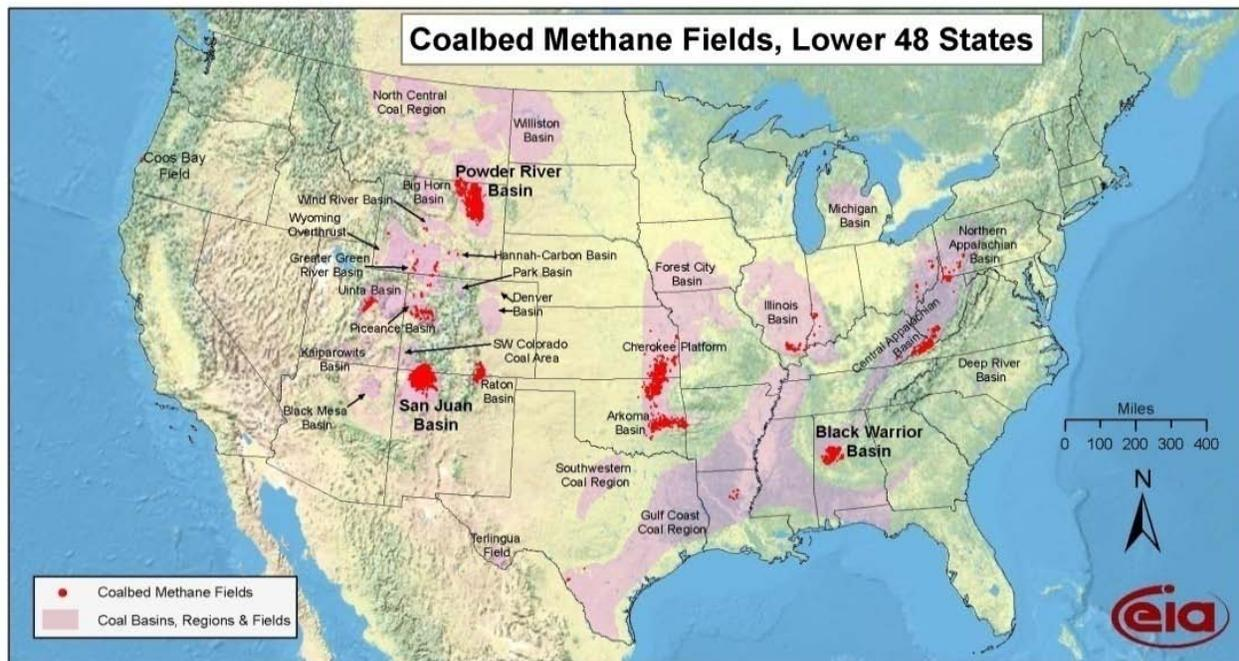 Coalbed Methane Fields, Lower 48 States
North Central
Coal Region
Williston
Basin
Coos Bay
Field
Powder River
Basin
Big Horn
Basin
Wind River Basin
Wyoming
Overthrust
Greater Green
River Basin
Hannah-Carbon Basin
Park Basin
Uinta Basin
Denver
Basin
Piceance Basin
SW Colorado
Coal Area
Kaiparowits
Basin
Raton
Basin
Black Mesa
Basin
San Juan
Basin
Forest City
Basin
Cherokee Platform
Arkoma
Basin
Southwestern
Coal Region
Terlingua
Field
Gulf Coast
Coal Region
Michigan
Basin
Illinois
Basin
Northern
Appalachian
Basin
Central Appalachian
Basin
Deep River
Basin
Black Warrior
Basin
Miles
0 100 200 300 400
N
Coalbed Methane Fields
Coal Basins, Regions & Fields
eia